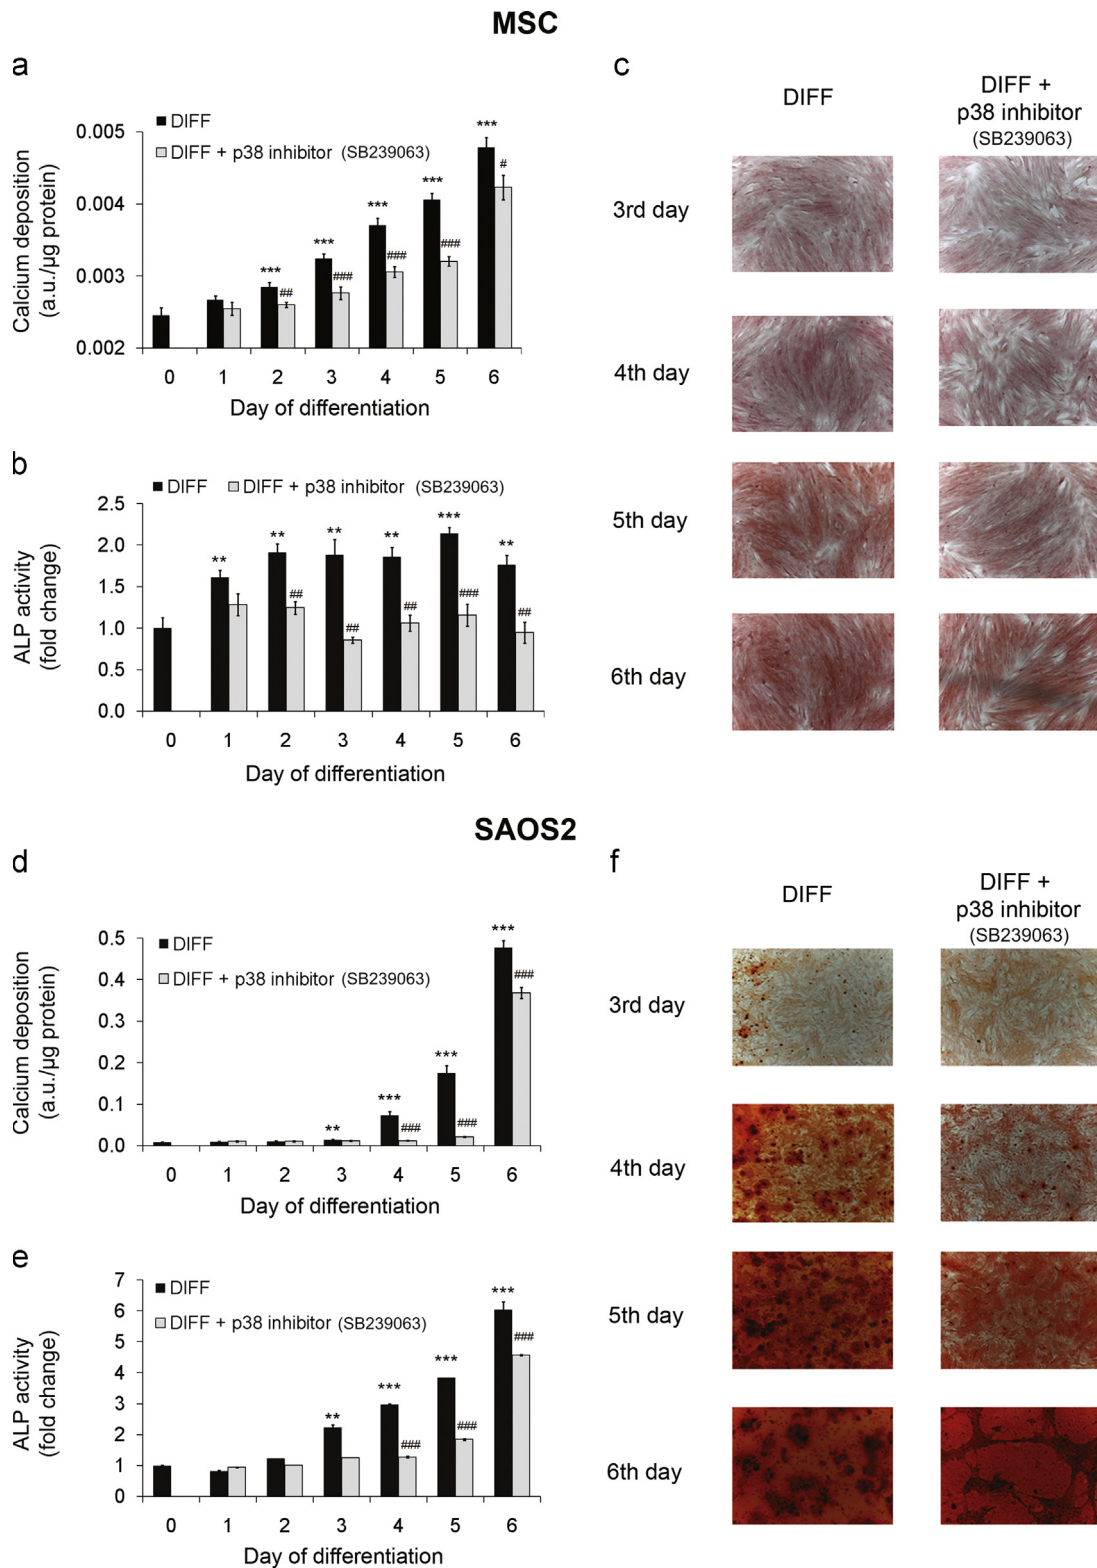 MSC
a
DIFF
DIFF + p38 inhibitor (SB239063)
Calcium deposition
(a.u./µg protein)
0.005
0.004
0.003
0.002
***
***
***
***
***
##
###
###
###
#
0 1 2 3 4 5 6
Day of differentiation
b
DIFF DIFF + p38 inhibitor (SB239063)
ALP activity
(fold change)
2.5
2.0
1.5
1.0
0.5
0.0
**
**
**
**
***
**
##
##
##
###
##
0 1 2 3 4 5 6
Day of differentiation
c
DIFF
DIFF +
p38 inhibitor
(SB239063)
3rd day
4th day
5th day
6th day
SAOS2
d
DIFF
DIFF + p38 inhibitor (SB239063)
Calcium deposition
(a.u./µg protein)
0.5
0.4
0.3
0.2
0.1
0.0
**
***
***
***
###
###
###
0 1 2 3 4 5 6
Day of differentiation
e
DIFF
DIFF + p38 inhibitor (SB239063)
ALP activity
(fold change)
7
6
5
4
3
2
1
0
**
***
***
***
###
###
###
0 1 2 3 4 5 6
Day of differentiation
f
DIFF
DIFF +
p38 inhibitor
(SB239063)
3rd day
4th day
5th day
6th day